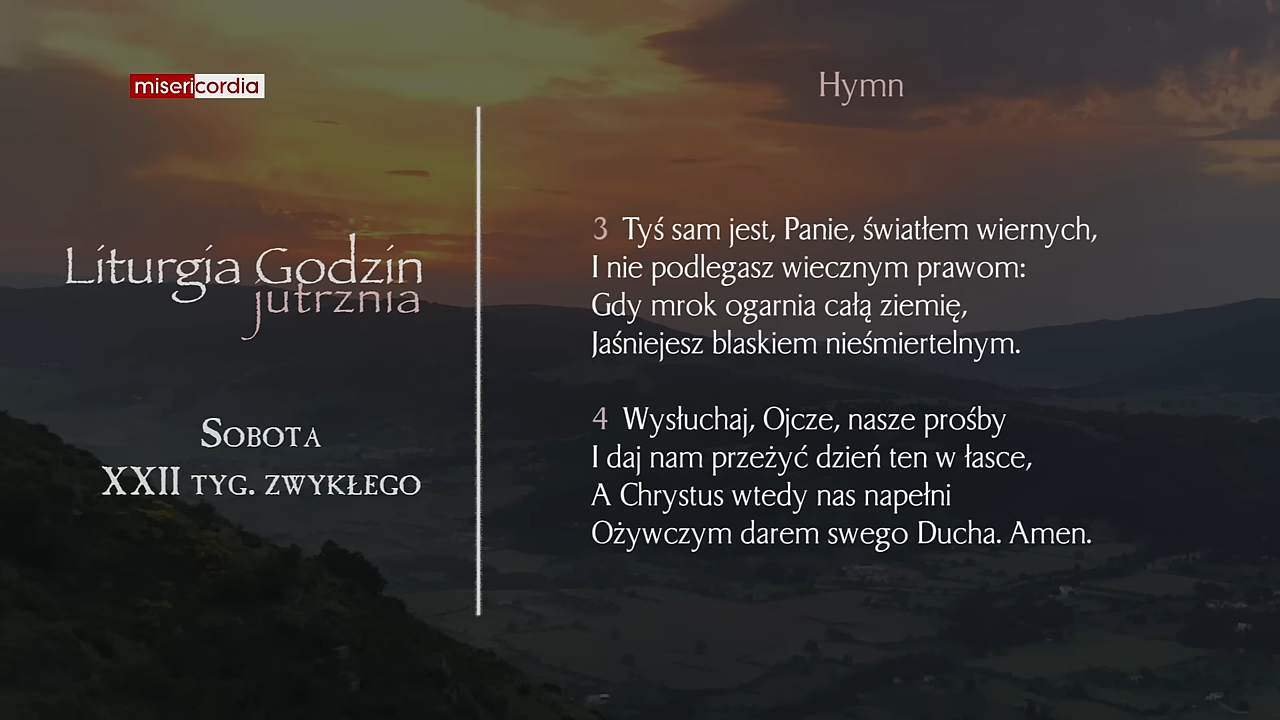 misericordia
Liturgia Godzin
jutrznia
Sobota
XXII tyg. zwykłego
Hymn
3 Tyś sam jest, Panie, światłem wiernych,
I nie podlegasz wiecznym prawom:
Gdy mrok ogarnia całą ziemię,
Jaśniejesz blaskiem nieśmiertelnym.
4 Wysłuchaj, Ojcze, nasze prośby
I daj nam przeżyć dzień ten w łasce,
A Chrystus wtedy nas napełni
Ożywczym darem swego Ducha. Amen.